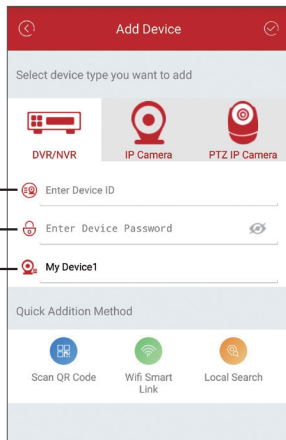 Add Device
Select device type you want to add
DVR/NVR IP Camera PTZ IP Camera
Enter Device ID
Enter Device Password
My Device1
Quick Addition Method
Scan QR Code Wifi Smart Local Search
Link